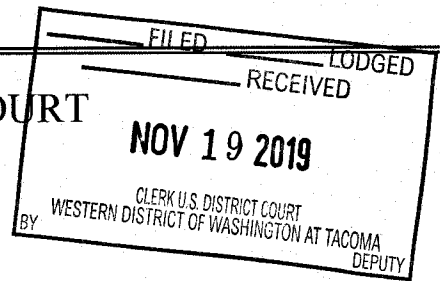 FILED
LODGED
RECEIVED
OURT
NOV 19 2019
CLERK U.S. DISTRICT COURT
WESTERN DISTRICT OF WASHINGTON AT TACOMA
BY
DEPUTY